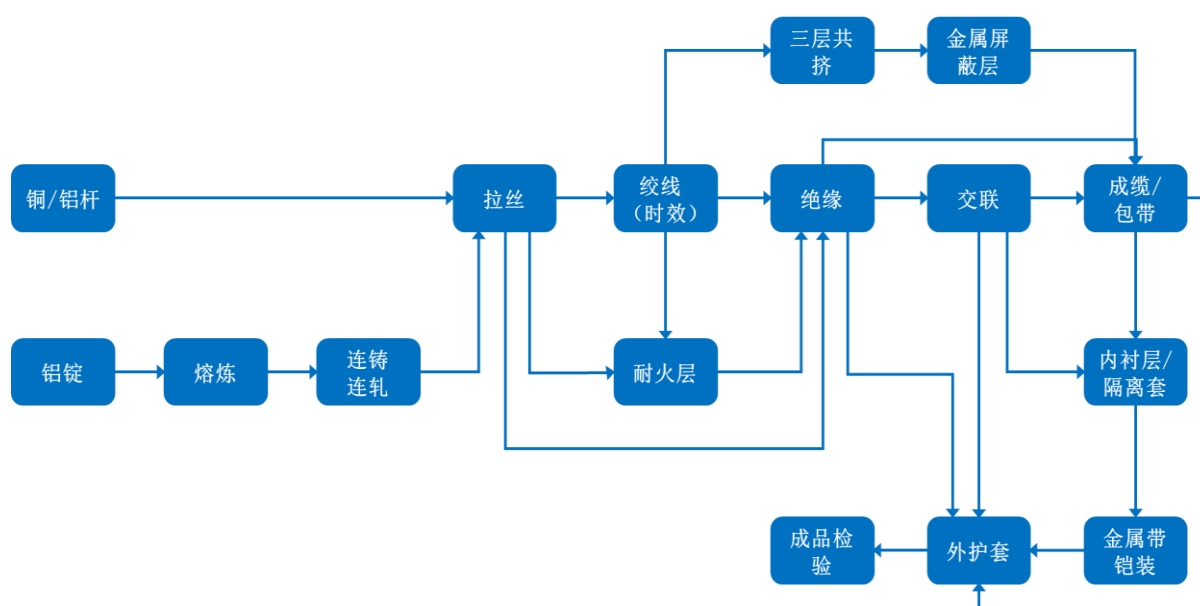 三层共
挤
金属屏
蔽层
铜/铝杆
拉丝
绞线
（时效）
绝缘
交联
成缆/
包带
铝锭
熔炼
连铸
连轧
耐火层
内衬层/
隔离套
成品检
验
外护套
金属带
铠装